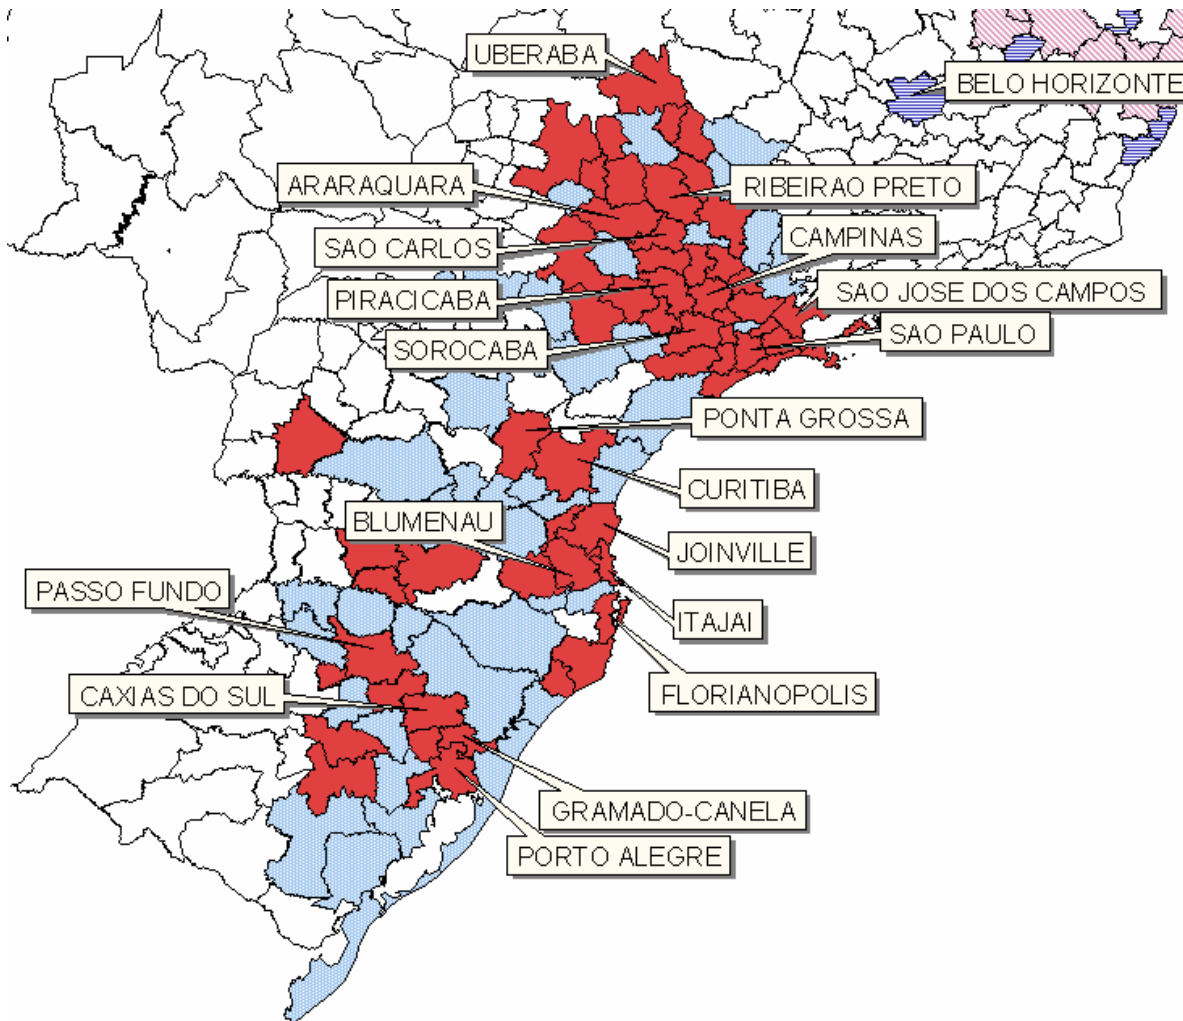 UBERABA
BELO HORIZONTE
ARARAQUARA
RIBEIRAO PRETO
SAO CARLOS
CAMPINAS
PIRACICABA
SAO JOSE DOS CAMPOS
SOROCABA
SAO PAULO
PONTA GROSSA
CURITIBA
BLUMENAU
JOINVILLE
PASSO FUNDO
ITAJAI
CAXIAS DO SUL
FLORIANOPOLIS
GRAMADO-CANELA
PORTO ALEGRE